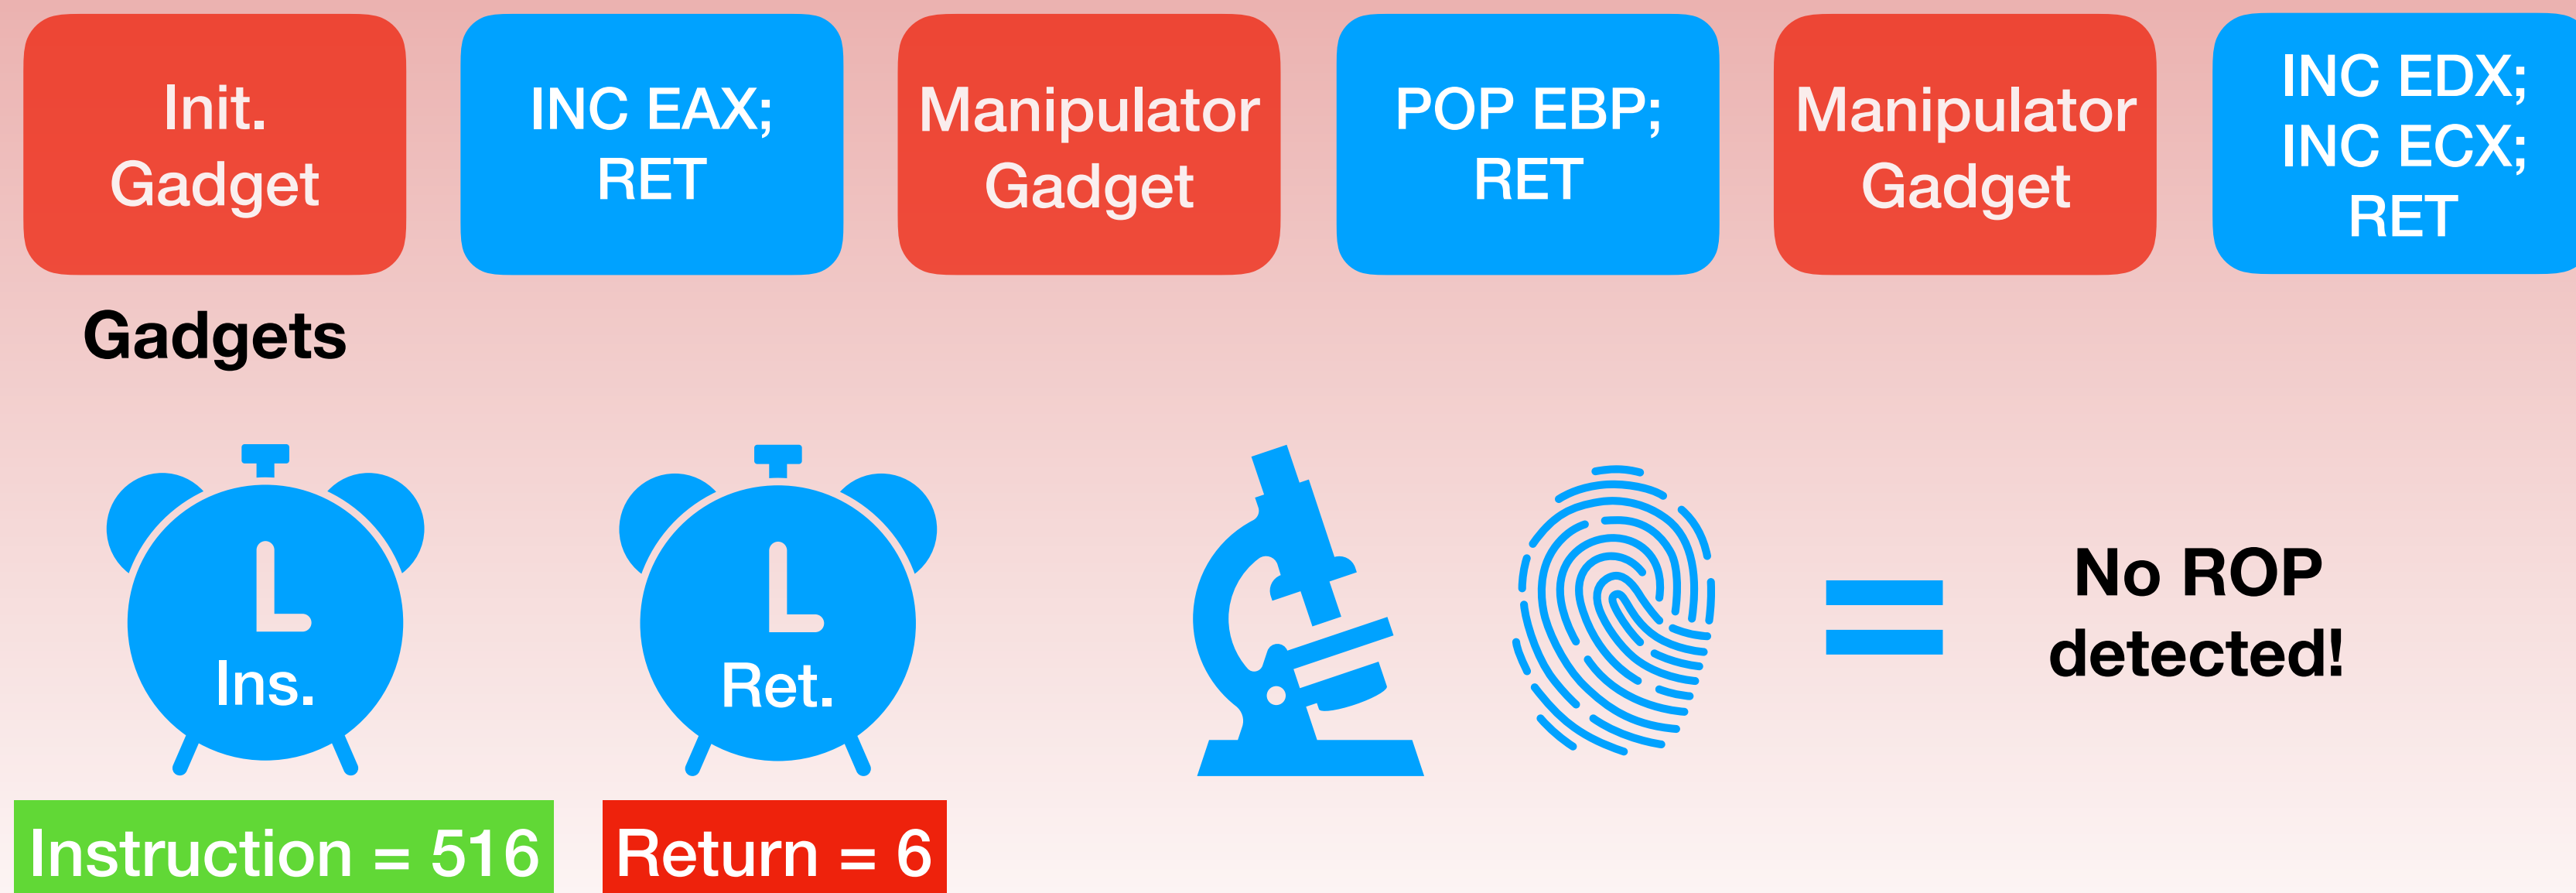 Init.
Gadget
INC EAX;
RET
Manipulator
Gadget
POP EBP;
RET
Manipulator
Gadget
INC EDX;
INC ECX;
RET
Gadgets
Ins.
Ret.
No ROP
detected!
Instruction = 516
Return = 6